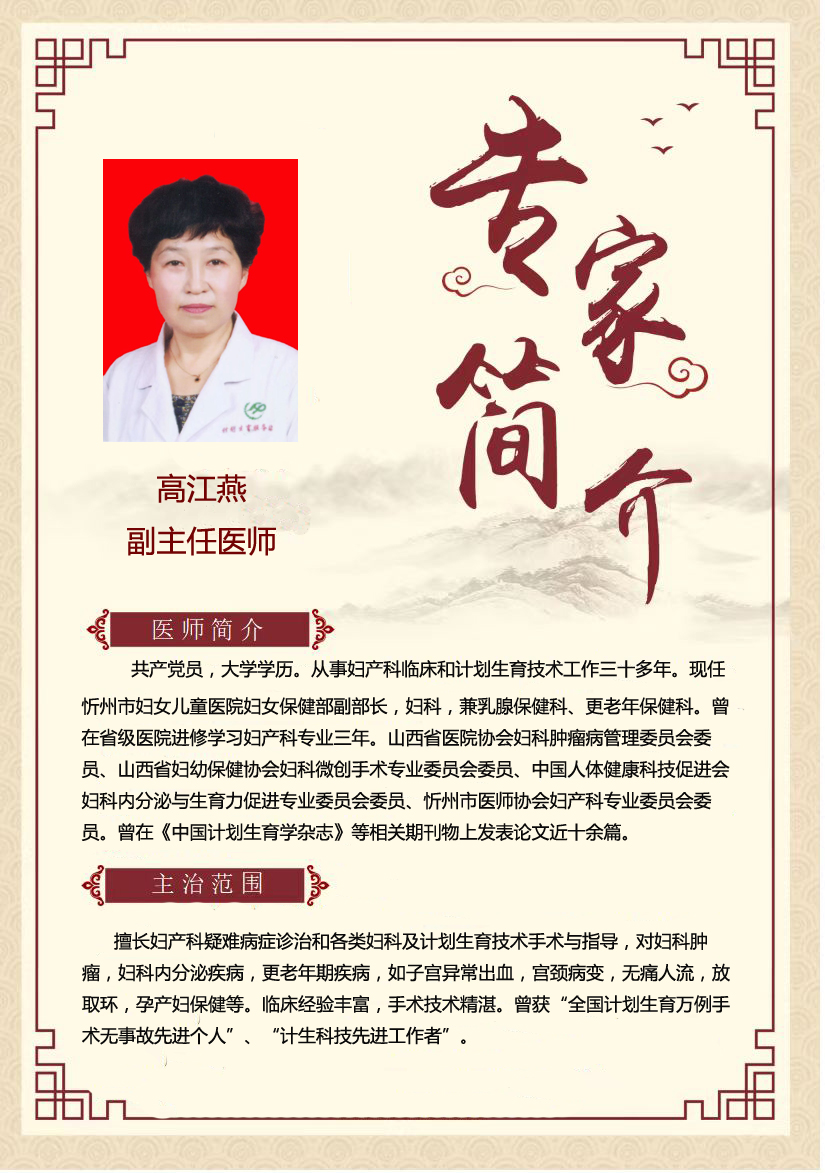 专家简介
高江燕
副主任医师
医师简介
共产党员，大学学历。从事妇产科临床和计划生育技术工作三十多年。现任
忻州市妇女儿童医院妇女保健部副部长，妇科，兼乳腺保健科、更老年保健科。曾
在省级医院进修学习妇产科专业三年。山西省医院协会妇科肿瘤病管理委员会委
员、山西省妇幼保健协会妇科微创手术专业委员会委员、中国人体健康科技促进会
妇科内分泌与生育力促进专业委员会委员、忻州市医师协会妇产科专业委员会委
员。曾在《中国计划生育学杂志》等相关期刊物上发表论文近十余篇。
主治范围
擅长妇产科疑难病症诊治和各类妇科及计划生育技术手术与指导，对妇科肿
瘤，妇科内分泌疾病，更老年期疾病，如子宫异常出血，宫颈病变，无痛人流，放
取环，孕产妇保健等。临床经验丰富，手术技术精湛。曾获“全国计划生育万例手
术无事故先进个人”、“计生科技先进工作者”。